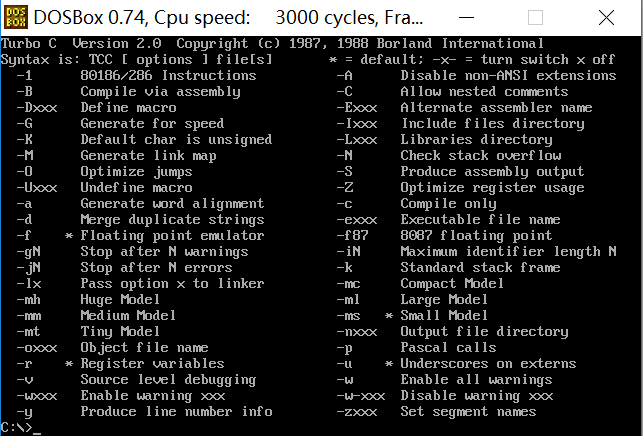 DOSBox 0.74, Cpu speed: 3000 cycles, Fra...
Turbo C Version 2.0 Copyright (c) 1987, 1988 Borland International
Syntax is: TCC [ options ] file[s] * = default; -x- = turn switch x off
-1 80186/286 Instructions -A Disable non-ANSI extensions
-B Compile via assembly -C Allow nested comments
-Dxxx Define macro -Exxx Alternate assembler name
-G Generate for speed -Ixxx Include files directory
-K Default char is unsigned -Lxxx Libraries directory
-M Generate link map -N Check stack overflow
-O Optimize jumps -S Produce assembly output
-Uxxx Undefine macro -Z Optimize register usage
-a Generate word alignment -c Compile only
-d Merge duplicate strings -exxx Executable file name
-f * Floating point emulator -f87 8087 floating point
-gN Stop after N warnings -iN Maximum identifier length N
-jN Stop after N errors -k Standard stack frame
-lx Pass option x to linker -mc Compact Model
-mh Huge Model -ml Large Model
-mm Medium Model -ms * Small Model
-mt Tiny Model -nxxx Output file directory
-oxxx Object file name -p Pascal calls
-r * Register variables -u * Underscores on externs
-v Source level debugging -w Enable all warnings
-wxxx Enable warning xxx -w-xxx Disable warning xxx
-y Produce line number info -zxxx Set segment names
C:\>_